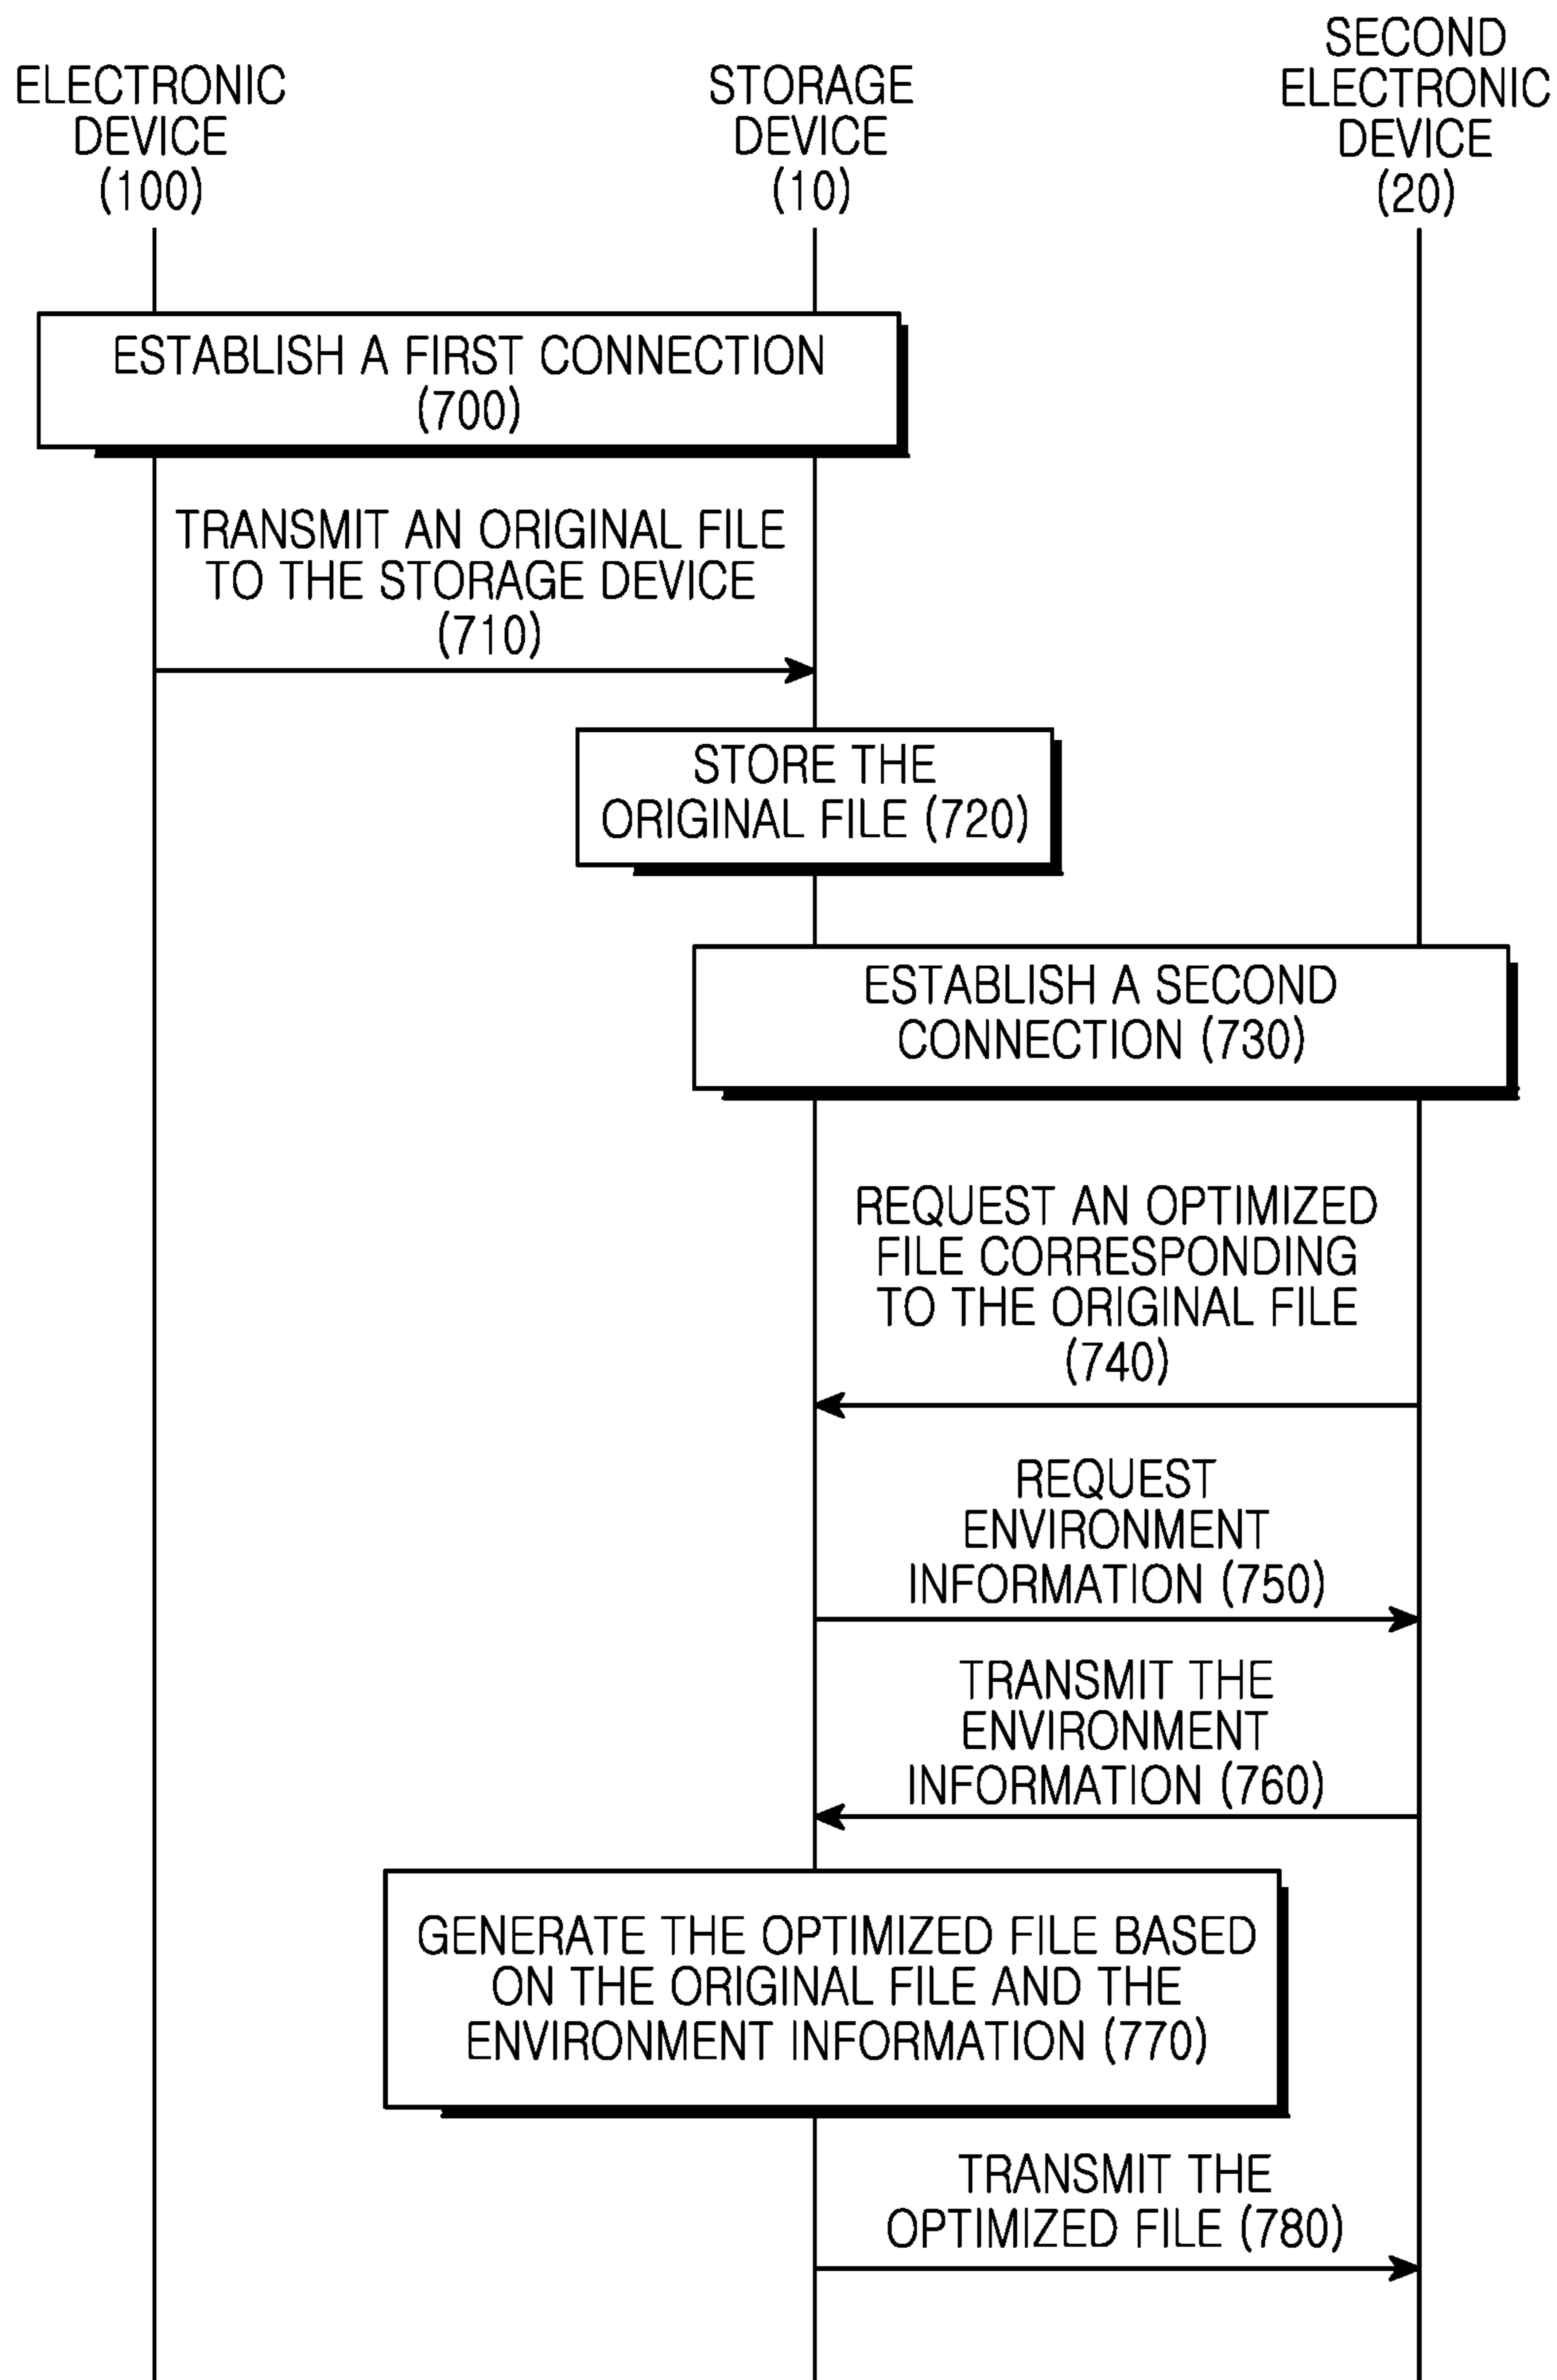 ELECTRONIC
DEVICE
(100)
STORAGE
DEVICE
(10)
SECOND
ELECTRONIC
DEVICE
(20)
ESTABLISH A FIRST CONNECTION
(700)
TRANSMIT AN ORIGINAL FILE
TO THE STORAGE DEVICE
(710)
STORE THE
ORIGINAL FILE (720)
ESTABLISH A SECOND
CONNECTION (730)
REQUEST AN OPTIMIZED
FILE CORRESPONDING
TO THE ORIGINAL FILE
(740)
REQUEST
ENVIRONMENT
INFORMATION (750)
TRANSMIT THE
ENVIRONMENT
INFORMATION (760)
GENERATE THE OPTIMIZED FILE BASED
ON THE ORIGINAL FILE AND THE
ENVIRONMENT INFORMATION (770)
TRANSMIT THE
OPTIMIZED FILE (780)